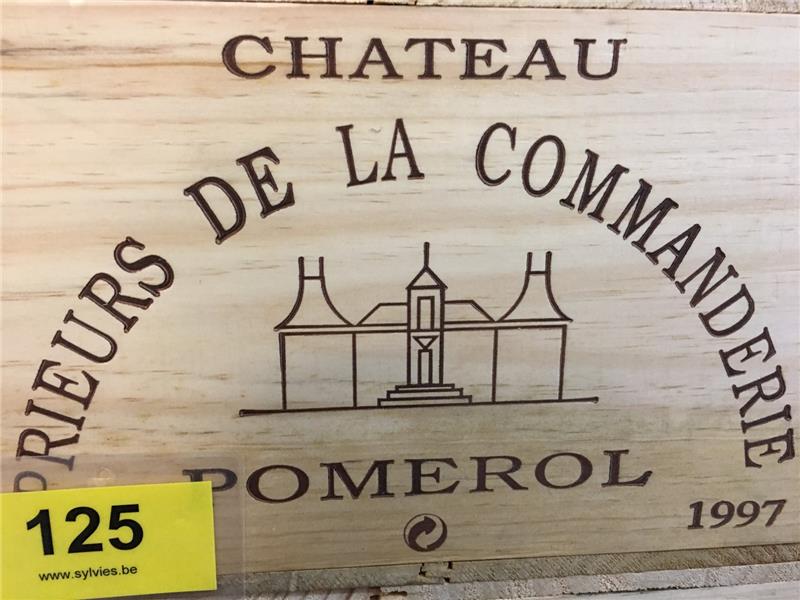 CHATEAU
PRIEURS DE LA COMMANDERIE
POMEROL
1997
125
www.sylvies.be